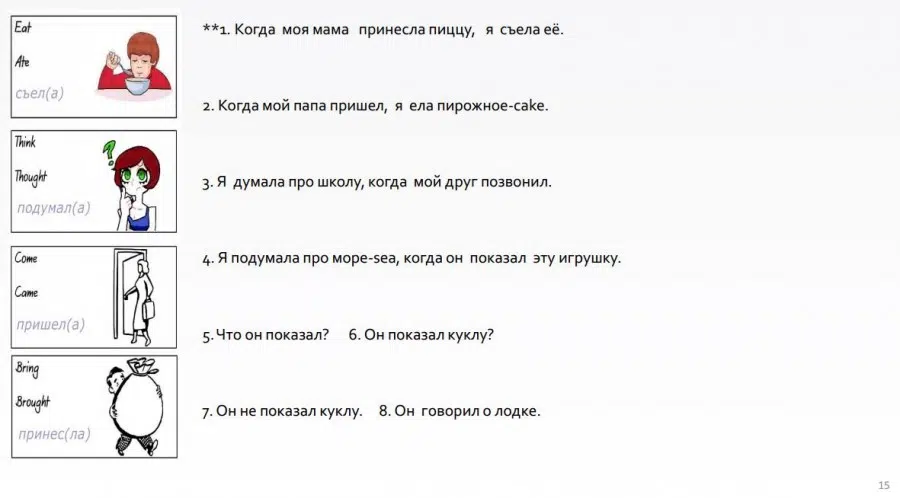 Eat
Ate
съел(а)
Think
Thought
подумал(а)
Come
Came
пришел(а)
Bring
Brought
принес(ла)
**1. Когда моя мама принесла пиццу, я съела её.
2. Когда мой папа пришел, я ела пирожное-cake.
3. Я думала про школу, когда мой друг позвонил.
4. Я подумала про море-sea, когда он показал эту игрушку.
5. Что он показал? 6. Он показал куклу?
7. Он не показал куклу. 8. Он говорил о лодке.
15